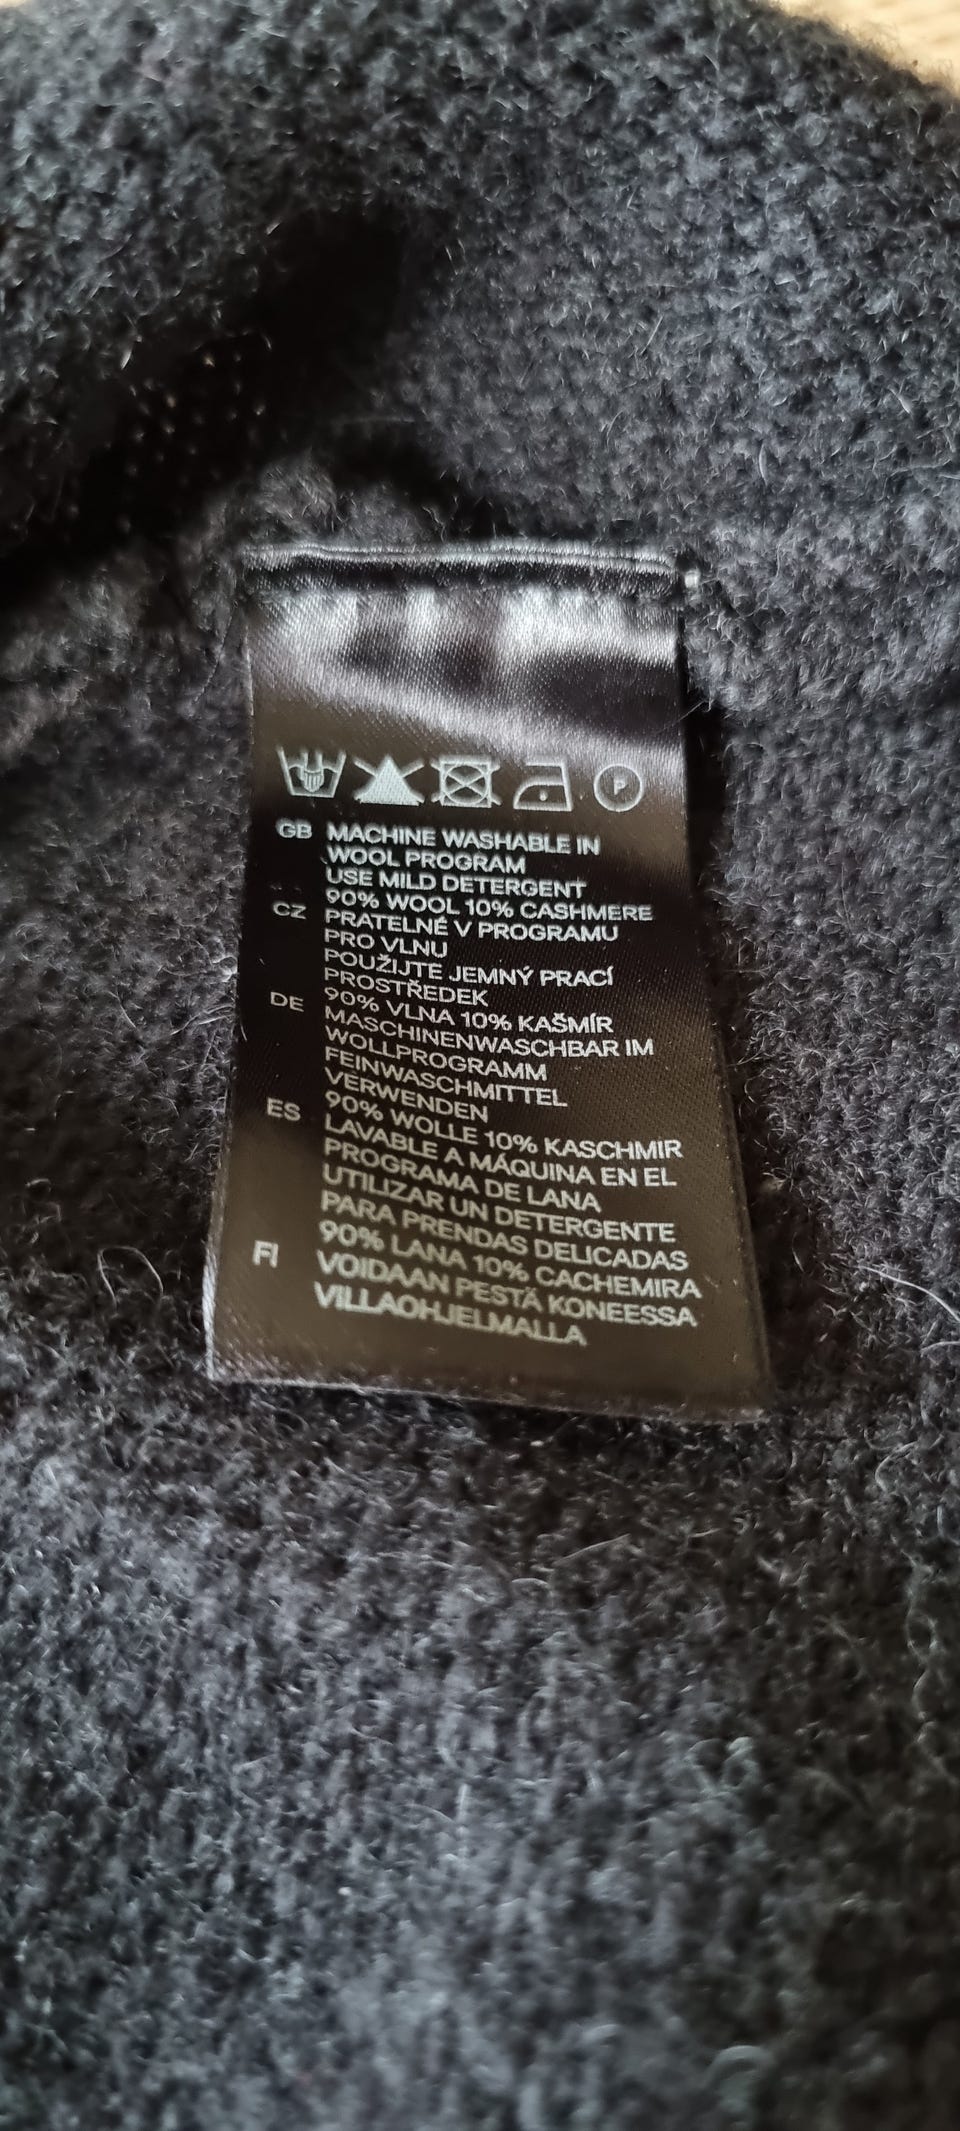 P
GB MACHINE WASHABLE IN
WOOL PROGRAM
USE MILD DETERGENT
90% WOOL 10% CASHMERE
CZ PRATELNÉ V PROGRAMU
PRO VLNU
POUŽIJTE JEMNÝ PRACÍ
PROSTŘEDEK
90% VLNA 10% KAŠMÍR
DE MASCHINENWASCHBAR IM
WOLLPROGRAMM
FEINWASCHMITTEL
VERWENDEN
90% WOLLE 10% KASCHMIR
ES LAVABLE A MÁQUINA EN EL
PROGRAMA DE LANA
UTILIZAR UN DETERGENTE
PARA PRENDAS DELICADAS
90% LANA 10% CACHEMIRA
FI VOIDAAN PESTÄ KONEESSA
VILLAOHJELMALLA